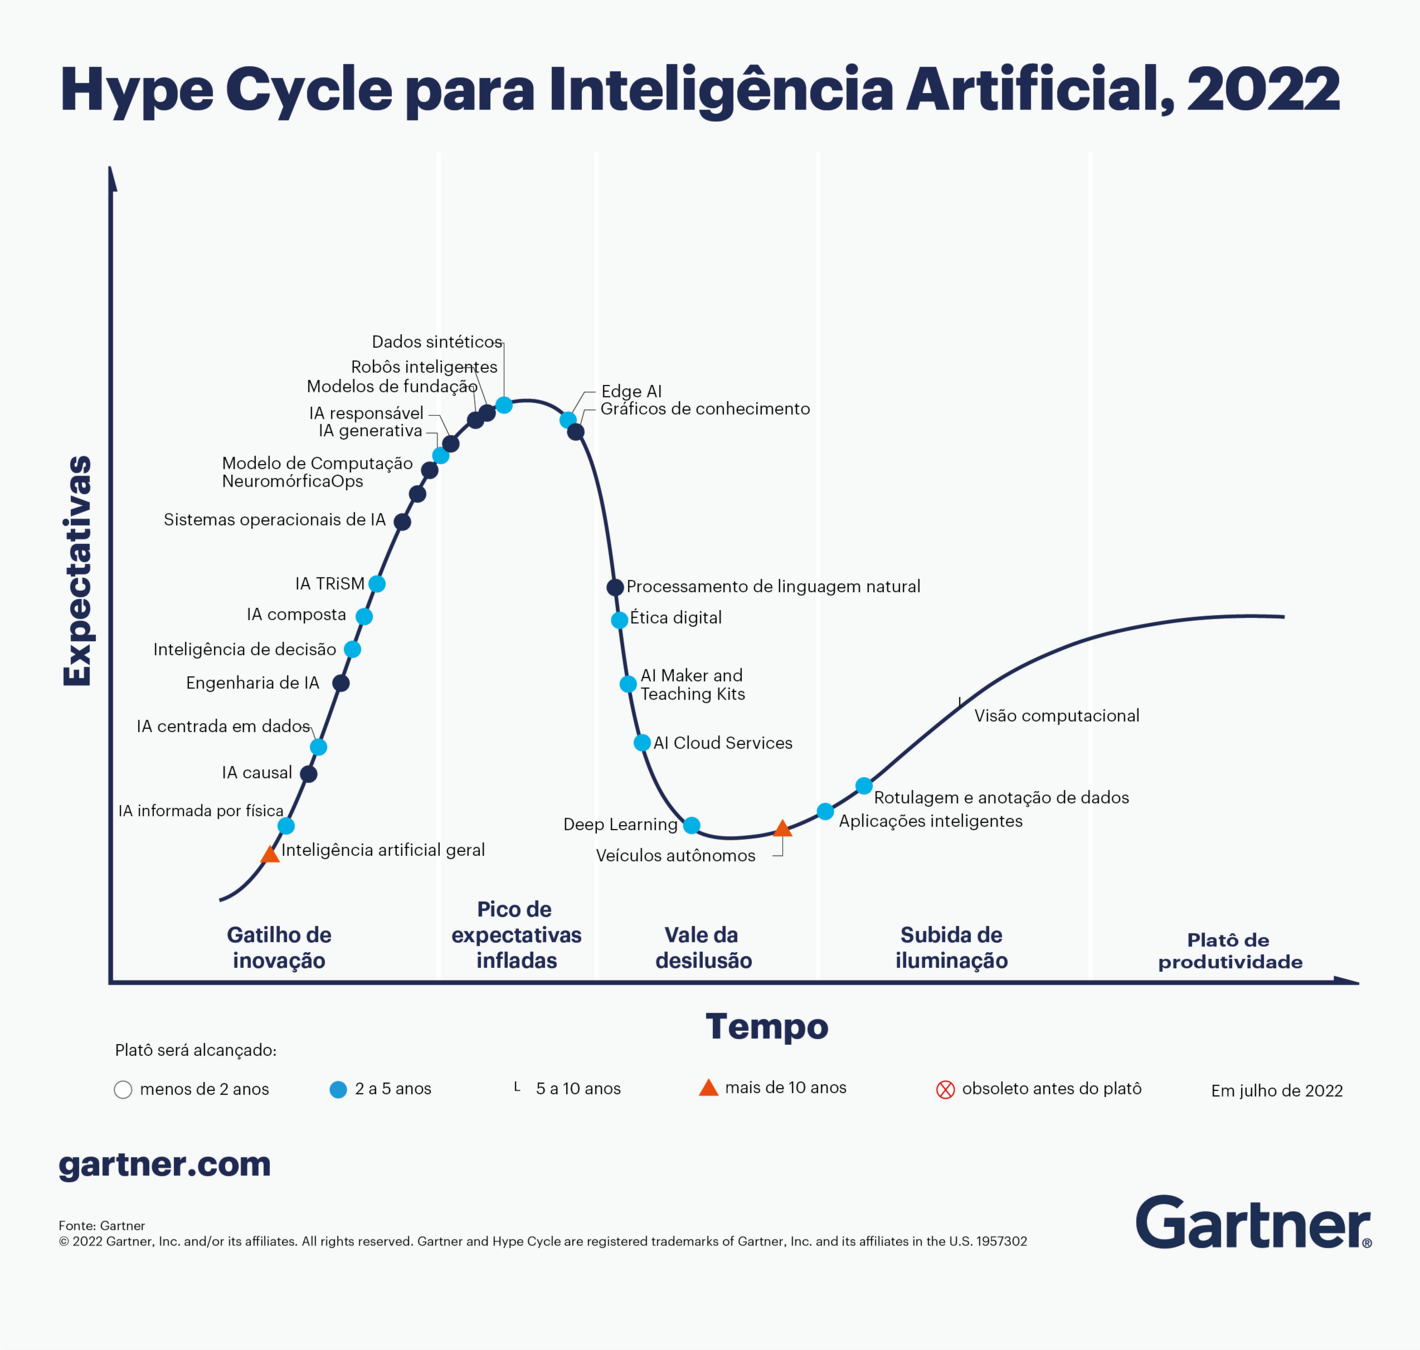 Hype Cycle para Inteligência Artificial, 2022
Expectativas
Dados sintéticos
Robôs inteligentes
Modelos de fundação
IA responsável
IA generativa
Modelo de Computação
NeuromórficaOps
Sistemas operacionais de IA
IA TRiSM
IA composta
Inteligência de decisão
Engenharia de IA
IA centrada em dados
IA causal
IA informada por física
Inteligência artificial geral
Edge AI
Gráficos de conhecimento
Processamento de linguagem natural
Ética digital
AI Maker and
Teaching Kits
AI Cloud Services
Deep Learning
Veículos autônomos
Visão computacional
Rotulagem e anotação de dados
Aplicações inteligentes
Gatilho de
inovação
Pico de
expectativas
infladas
Vale da
desilusão
Subida de
iluminação
Platô de
produtividade
Tempo
Platô será alcançado:
menos de 2 anos
2 a 5 anos
5 a 10 anos
mais de 10 anos
obsoleto antes do platô
Em julho de 2022
gartner.com
Fonte: Gartner
© 2022 Gartner, Inc. and/or its affiliates. All rights reserved. Gartner and Hype Cycle are registered trademarks of Gartner, Inc. and its affiliates in the U.S. 1957302
Gartner®